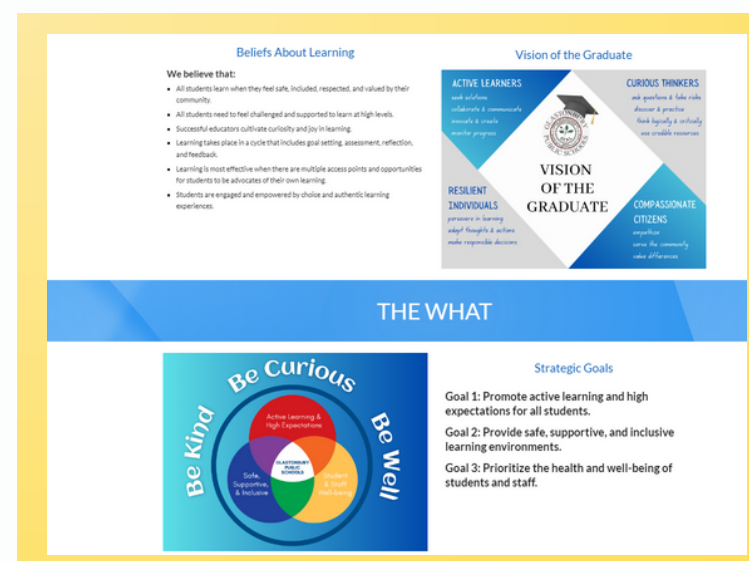 Beliefs About Learning
We believe that:
All students learn when they feel safe, included, respected, and valued by their
community.
All students need to feel challenged and supported to learn at high levels.
Successful educators cultivate curiosity and joy in learning.
Learning takes place in a cycle that includes goal setting, assessment, reflection,
and feedback.
Learning is most effective when there are multiple access points and opportunities
for students to be advocates of their own learning.
Students are engaged and empowered by choice and authentic learning
experiences.
Vision of the Graduate
ACTIVE LEARNERS
seek solutions
collaborate & communicate
innovate & create
monitor progress
CURIOUS THINKERS
ask questions & take risks
discover & practice
think logically & critically
use credible resources
GLASTONBURY
PUBLIC SCHOOLS
VISION
OF THE
GRADUATE
RESILIENT
INDIVIDUALS
persevere in learning
adapt thoughts & actions
make responsible decisions
COMPASSIONATE
CITIZENS
empathize
serve the community
value differences
THE WHAT
Be Kind
Be Curious
Be Well
Active Learning &
High Expectations
Safe,
Supportive,
& Inclusive
GLASTONBURY
PUBLIC
SCHOOLS
Student
& Staff
Well-being
Strategic Goals
Goal 1: Promote active learning and high
expectations for all students.
Goal 2: Provide safe, supportive, and inclusive
learning environments.
Goal 3: Prioritize the health and well-being of
students and staff.